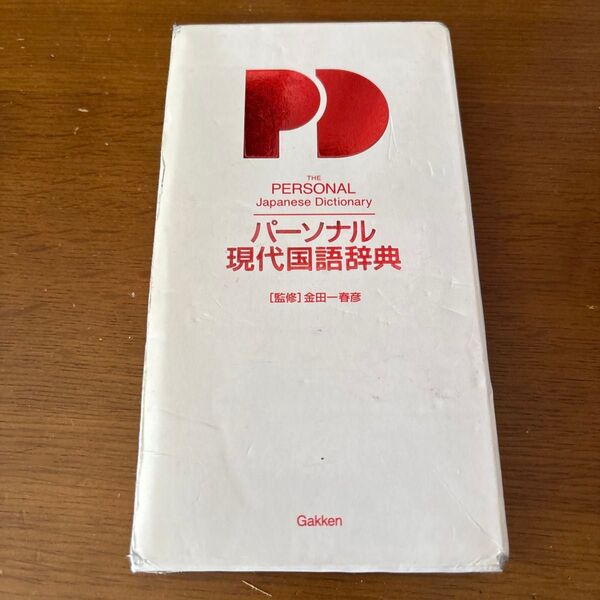 PD
THE
PERSONAL
Japanese Dictionary
パーソナル
現代国語辞典
[監修]金田一春彦
Gakken